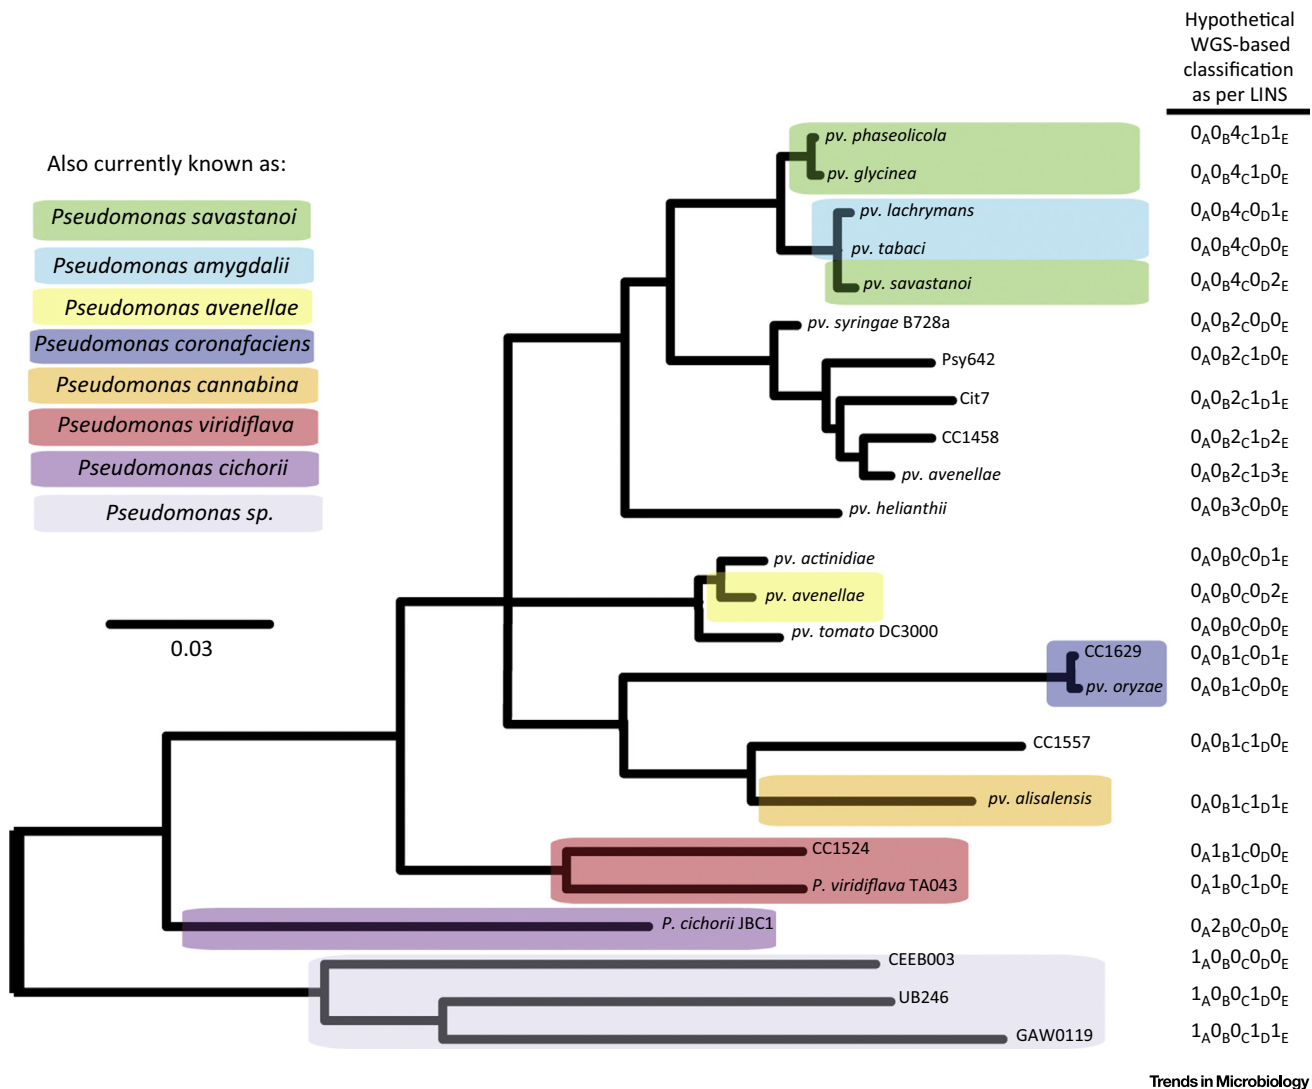 Hypothetical
WGS-based
classification
as per LINS
Also currently known as:
Pseudomonas savastanoi
Pseudomonas amygdalii
Pseudomonas avenellae
Pseudomonas coronafaciens
Pseudomonas cannabina
Pseudomonas viridiflava
Pseudomonas cichorii
Pseudomonas sp.
0.03
pv. phaseolicola 0A0B4C1D1E
pv. glycinea 0A0B4C1D0E
pv. lachrymans 0A0B4C0D1E
pv. tabaci 0A0B4C0D0E
pv. savastanoi 0A0B4C0D2E
pv. syringae B728a 0A0B2C0D0E
Psy642 0A0B2C1D0E
Cit7 0A0B2C1D1E
CC1458 0A0B2C1D2E
pv. avenellae 0A0B2C1D3E
pv. helianthii 0A0B3C0D0E
pv. actinidiae 0A0B0C0D1E
pv. avenellae 0A0B0C0D2E
pv. tomato DC3000 0A0B0C0D0E
CC1629 0A0B1C0D1E
pv. oryzae 0A0B1C0D0E
CC1557 0A0B1C1D0E
pv. alisalensis 0A0B1C1D1E
CC1524 0A1B1C0D0E
P. viridiflava TA043 0A1B0C1D0E
P. cichorii JBC1 0A2B0C0D0E
CEEB003 1A0B0C0D0E
UB246 1A0B0C1D0E
GAW0119 1A0B0C1D1E
Trends in Microbiology